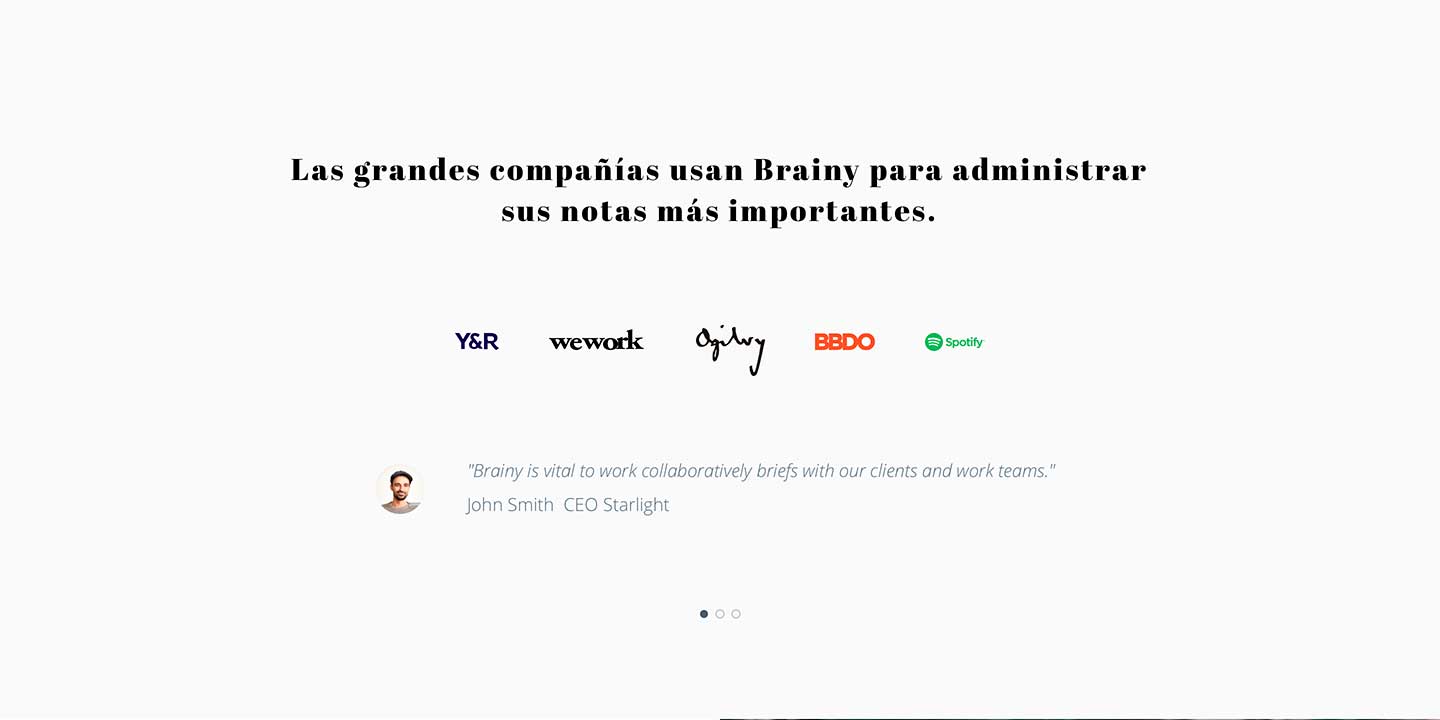 Las grandes compañías usan Brainy para administrar
sus notas más importantes.
Y&R wework Ogilvy BBDO Spotify
"Brainy is vital to work collaboratively briefs with our clients and work teams."
John Smith CEO Starlight